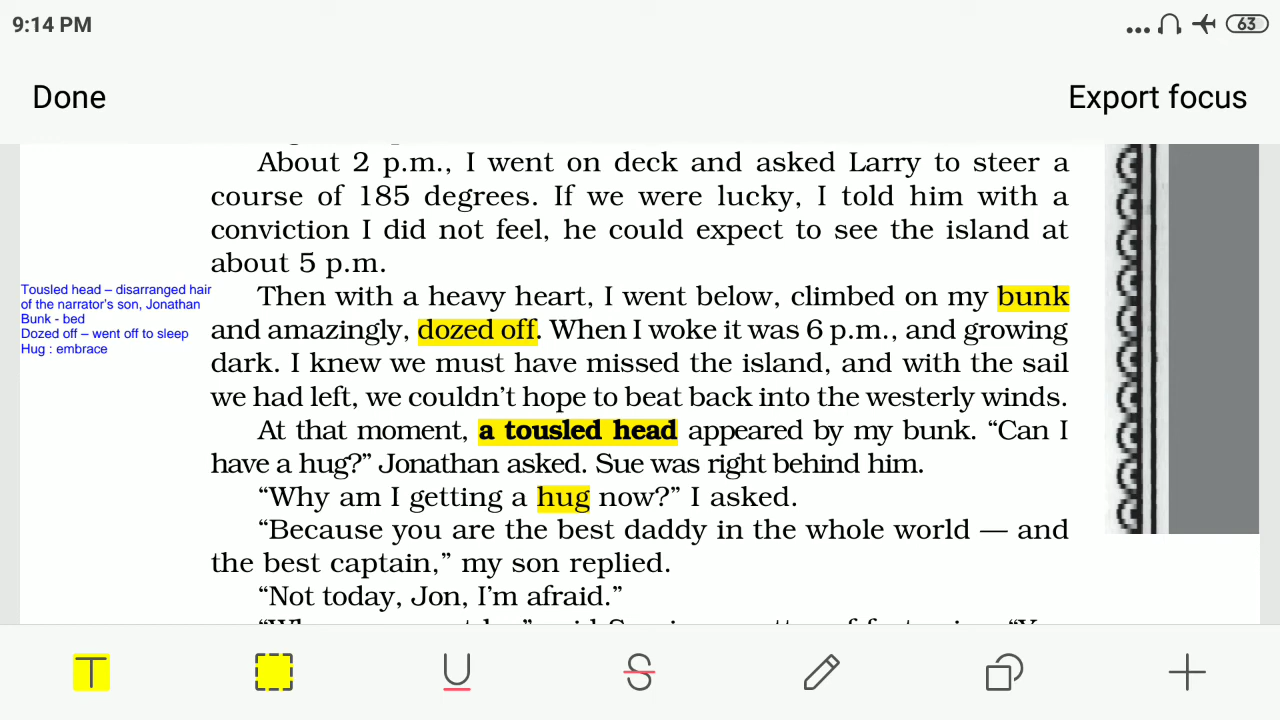 9:14 PM
63
Done
Export focus
About 2 p.m., I went on deck and asked Larry to steer a
course of 185 degrees. If we were lucky, I told him with a
conviction I did not feel, he could expect to see the island at
about 5 p.m.
Tousled head – disarranged hair
of the narrator's son, Jonathan
Bunk - bed
Dozed off – went off to sleep
Hug : embrace
Then with a heavy heart, I went below, climbed on my bunk
and amazingly, dozed off. When I woke it was 6 p.m., and growing
dark. I knew we must have missed the island, and with the sail
we had left, we couldn’t hope to beat back into the westerly winds.
At that moment, a tousled head appeared by my bunk. “Can I
have a hug?” Jonathan asked. Sue was right behind him.
“Why am I getting a hug now?” I asked.
“Because you are the best daddy in the whole world — and
the best captain,” my son replied.
“Not today, Jon, I’m afraid.”